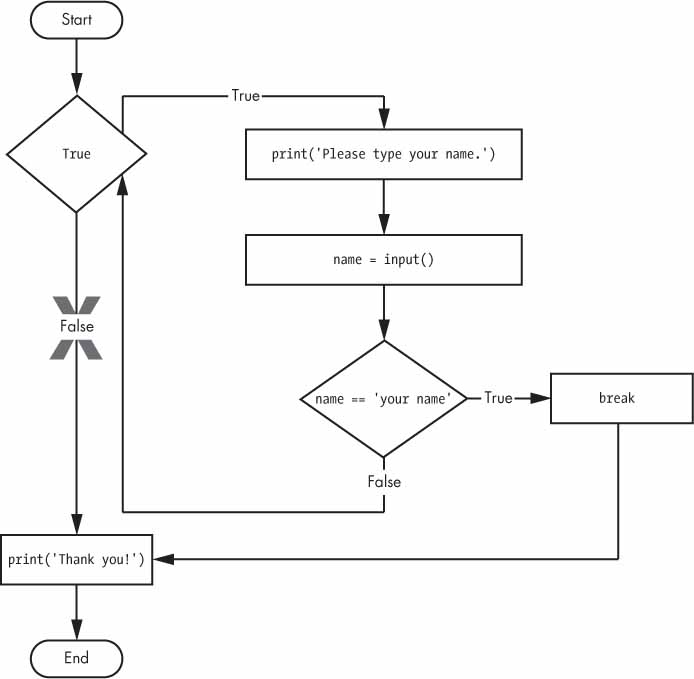 Start
True
True
print('Please type your name.')
name = input()
False
name == 'your name'
True
break
False
print('Thank you!')
End